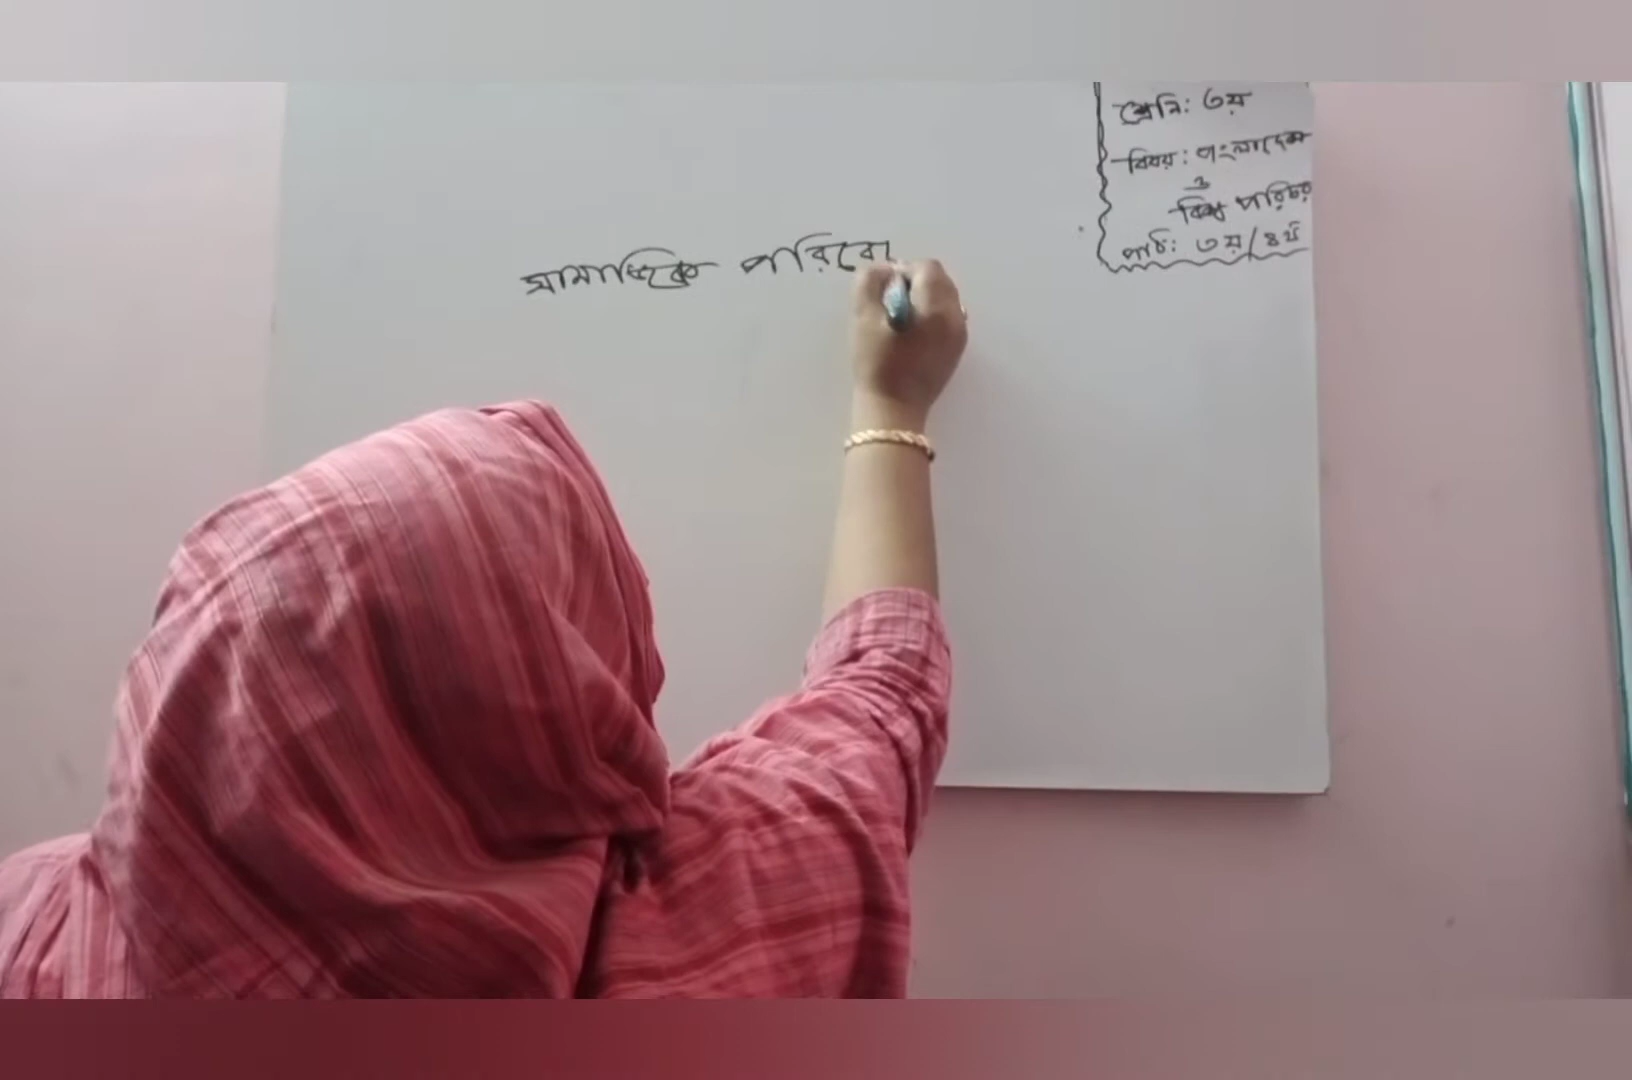 শ্রেনি: ৩য়
বিষয়: বাংলাদেশ
ও
বিশ্ব পরিচয়
পাঠ: ৩য়/৪র্থ
সামাজিক পরিবে